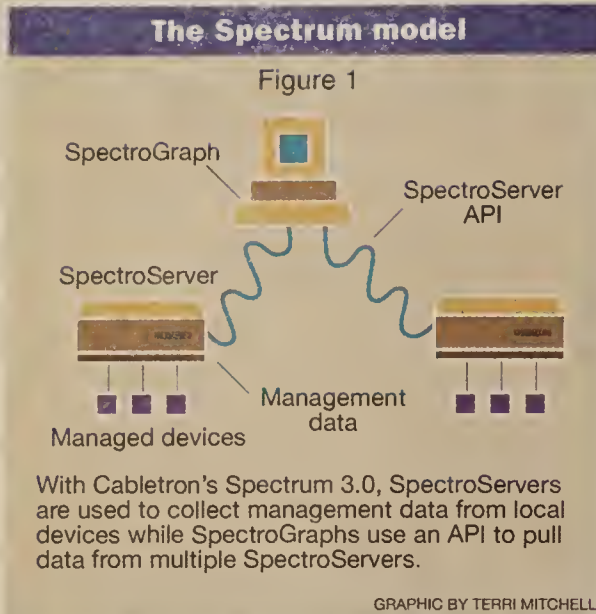 The Spectrum model
Figure 1
SpectroGraph
SpectroServer
API
SpectroServer
Management
data
Managed devices
With Cabletron's Spectrum 3.0, SpectroServers
are used to collect management data from local
devices while SpectroGraphs use an API to pull
data from multiple SpectroServers.
GRAPHIC BY TERRI MITCHELL